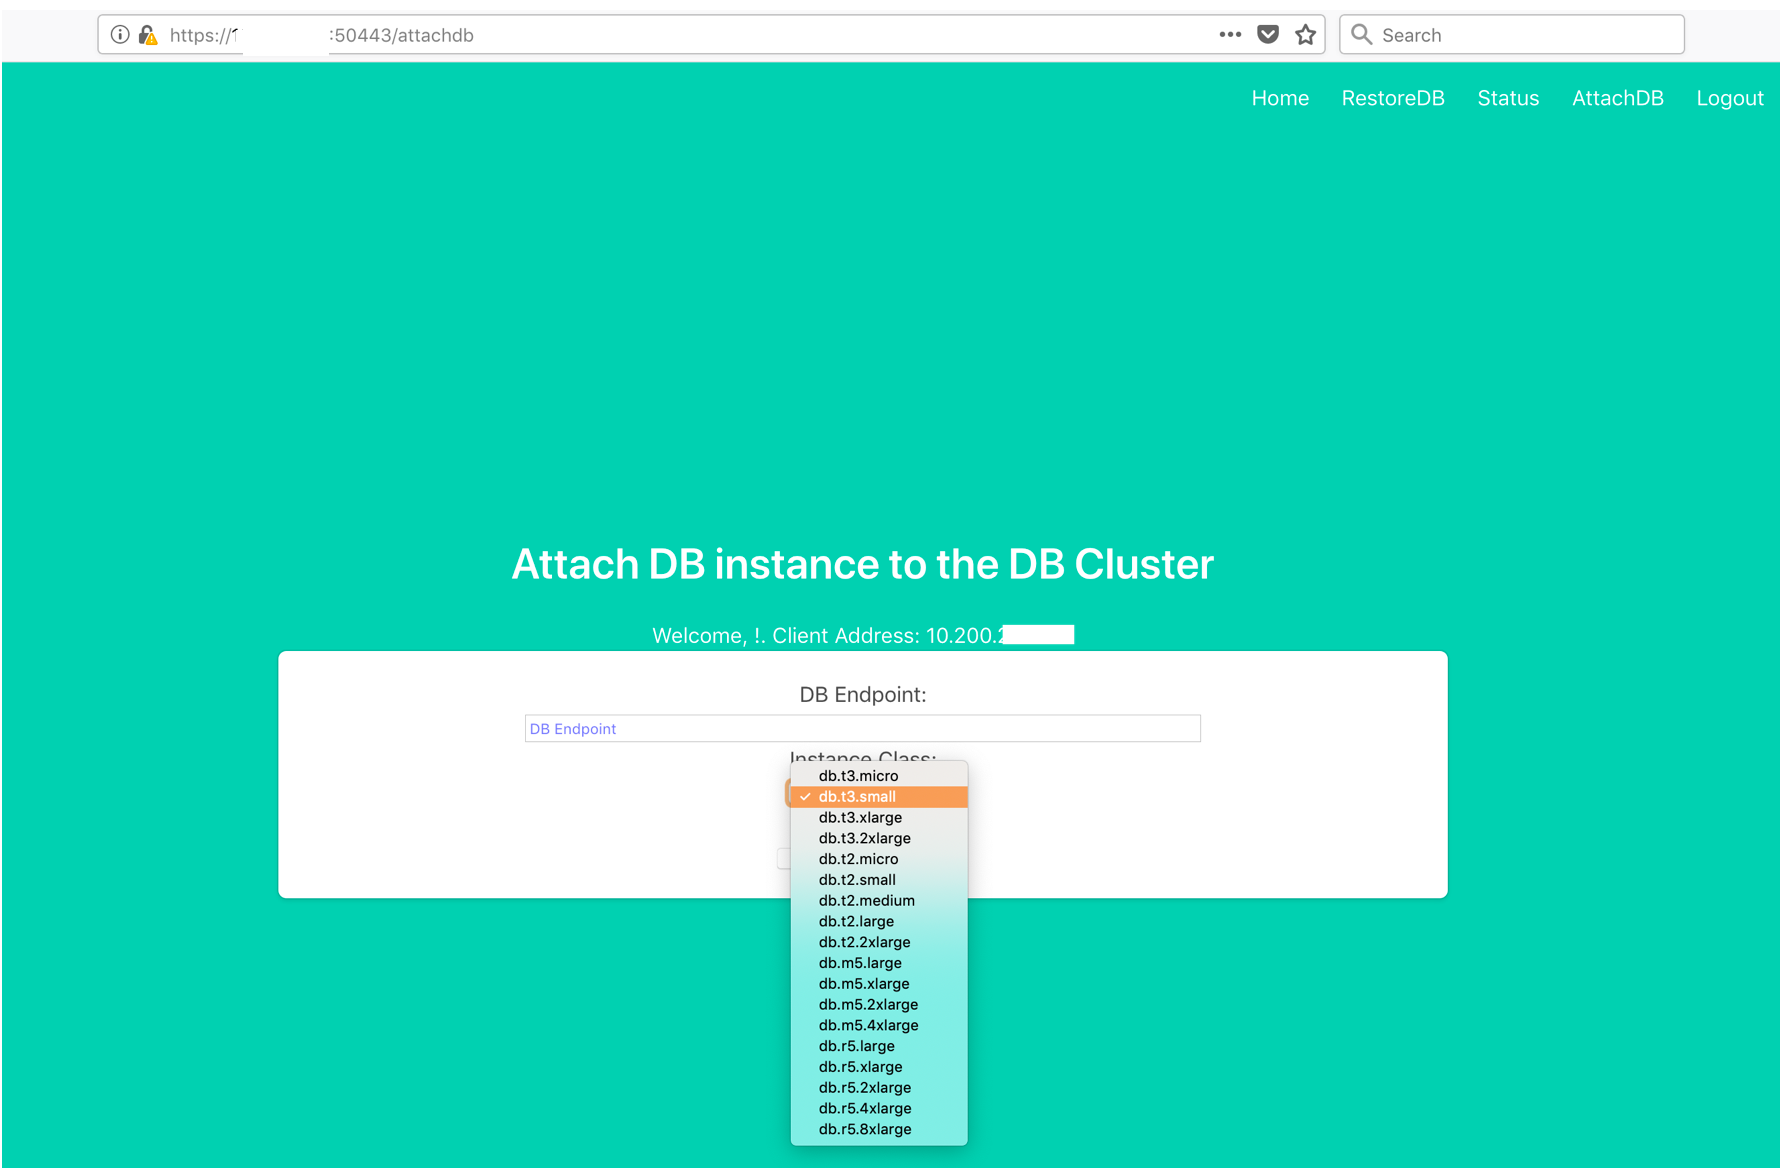 https://
:50443/attachdb
Search
Home RestoreDB Status AttachDB Logout
Attach DB instance to the DB Cluster
Welcome, !. Client Address: 10.200.
DB Endpoint:
DB Endpoint
Instance Class:
db.t3.micro
✓ db.t3.small
db.t3.xlarge
db.t3.2xlarge
db.t2.micro
db.t2.small
db.t2.medium
db.t2.large
db.t2.2xlarge
db.m5.large
db.m5.xlarge
db.m5.2xlarge
db.m5.4xlarge
db.r5.large
db.r5.xlarge
db.r5.2xlarge
db.r5.4xlarge
db.r5.8xlarge